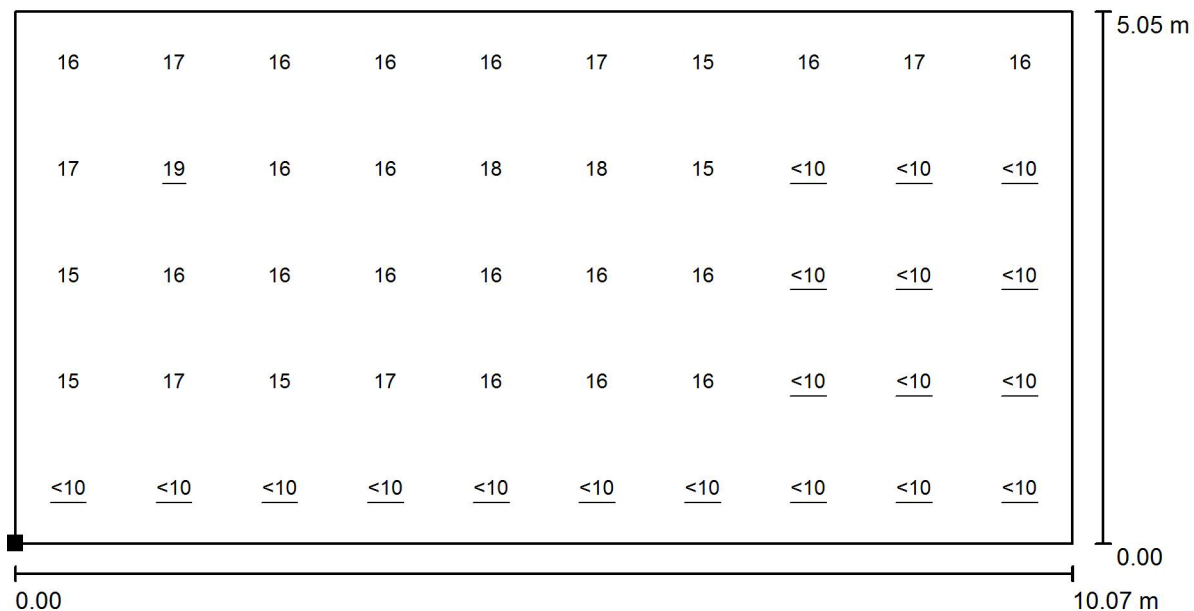 5.05 m
16 17 16 16 16 17 15 16 17 16
17 19 16 16 18 18 15 <10 <10 <10
15 16 16 16 16 16 16 <10 <10 <10
15 17 15 17 16 16 16 <10 <10 <10
<10 <10 <10 <10 <10 <10 <10 <10 <10 <10
0.00
0.00 10.07 m